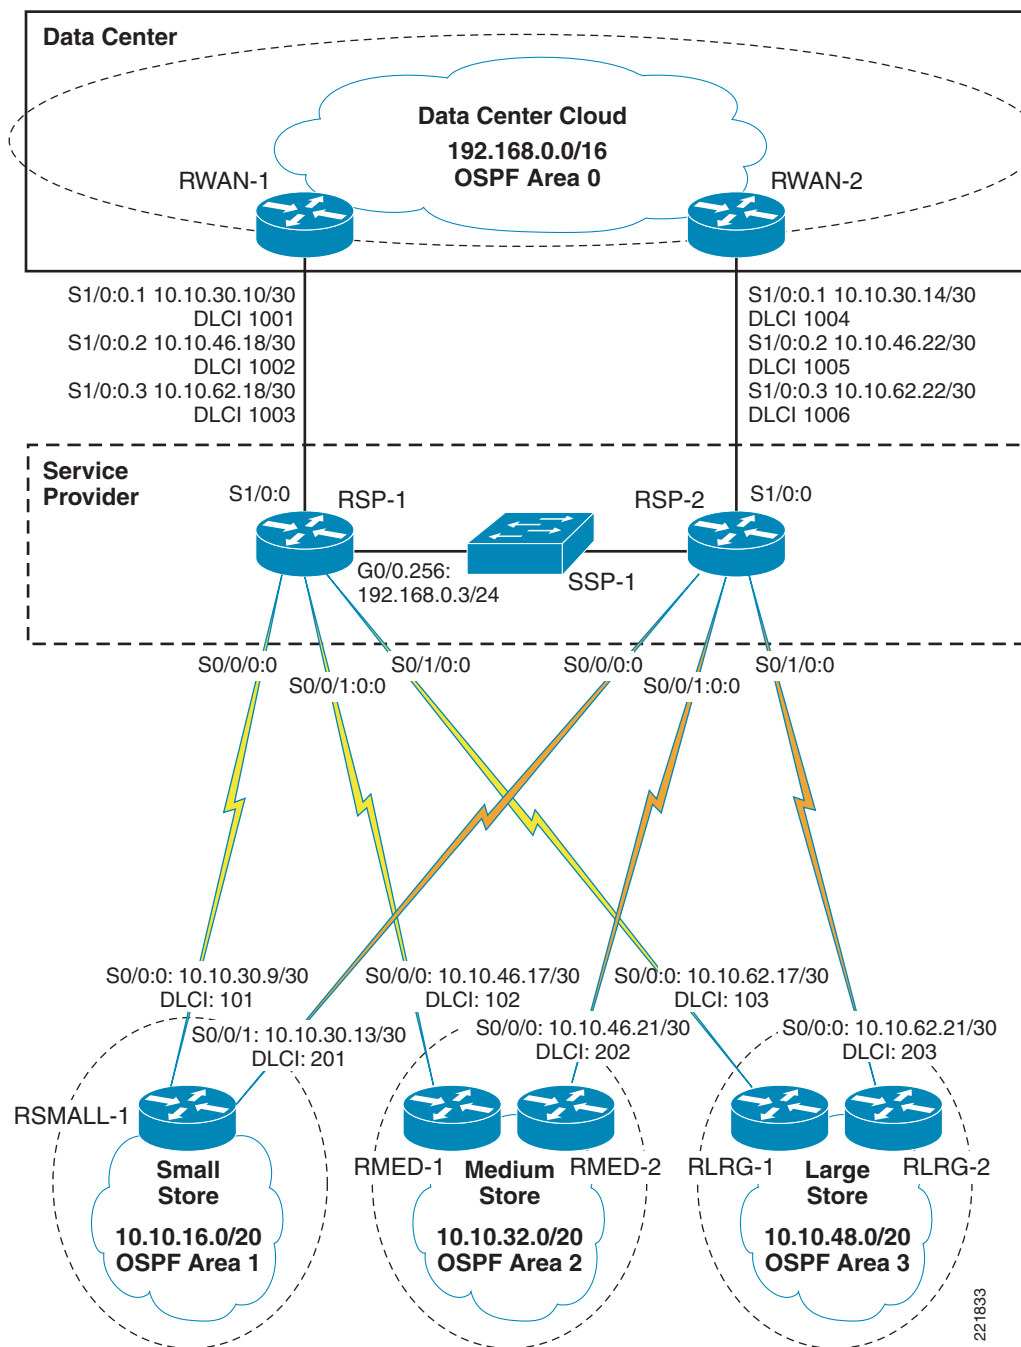 Data Center
Data Center Cloud
192.168.0.0/16
OSPF Area 0
RWAN-1
RWAN-2
S1/0:0.1 10.10.30.10/30
DLCI 1001
S1/0:0.2 10.10.46.18/30
DLCI 1002
S1/0:0.3 10.10.62.18/30
DLCI 1003
S1/0:0.1 10.10.30.14/30
DLCI 1004
S1/0:0.2 10.10.46.22/30
DLCI 1005
S1/0:0.3 10.10.62.22/30
DLCI 1006
Service
Provider
S1/0:0
RSP-1
RSP-2
S1/0:0
G0/0.256:
192.168.0.3/24
SSP-1
S0/0/0:0
S0/0/1:0:0
S0/1/0:0
S0/0/0:0
S0/0/1:0:0
S0/1/0:0
S0/0:0: 10.10.30.9/30
DLCI: 101
S0/0/1: 10.10.30.13/30
DLCI: 201
S0/0/0: 10.10.46.17/30
DLCI: 102
S0/0/0: 10.10.46.21/30
DLCI: 202
S0/0:0: 10.10.62.17/30
DLCI: 103
S0/0:0: 10.10.62.21/30
DLCI: 203
RSMALL-1
Small
Store
10.10.16.0/20
OSPF Area 1
RMED-1
Medium
Store
RMED-2
10.10.32.0/20
OSPF Area 2
RLRG-1
Large
Store
RLRG-2
10.10.48.0/20
OSPF Area 3
221833